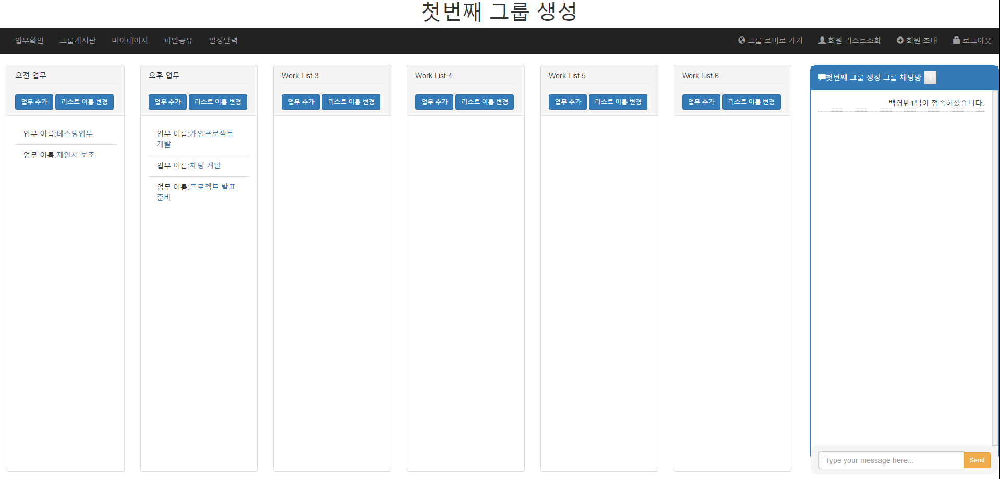 첫번째 그룹 생성
업무확인 그룹게시판 마이페이지 파일공유 일정달력 그룹 로비로 가기 회원 리스트조회 회원 초대 로그아웃
오전 업무
업무 추가 리스트 이름 변경
업무 이름:테스팅업무
업무 이름:제안서 보조
오후 업무
업무 추가 리스트 이름 변경
업무 이름:개인프로젝트
개발
업무 이름:채팅 개발
업무 이름:프로젝트 발표
준비
Work List 3
업무 추가 리스트 이름 변경
Work List 4
업무 추가 리스트 이름 변경
Work List 5
업무 추가 리스트 이름 변경
Work List 6
업무 추가 리스트 이름 변경
첫번째 그룹 생성 그룹 채팅방 1
백영빈1님이 접속하셨습니다.
Type your message here... Send